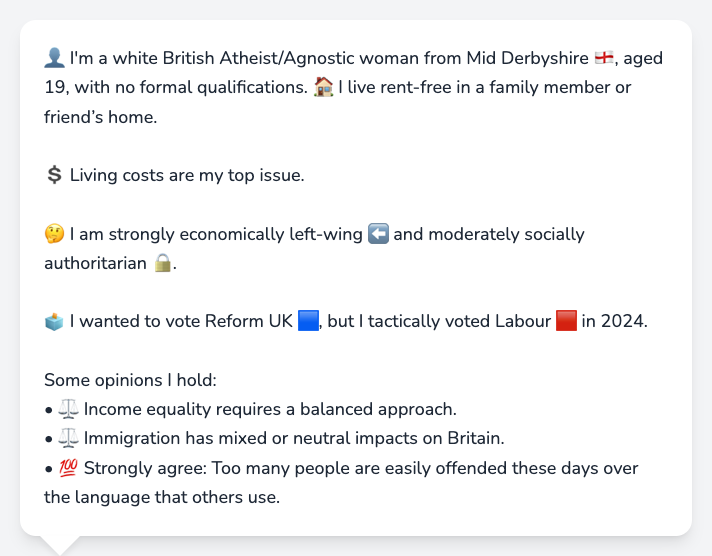 👤 I'm a white British Atheist/Agnostic woman from Mid Derbyshire 🏴󠁧󠁢󠁥󠁮󠁧󠁿, aged
19, with no formal qualifications. 🏠 I live rent-free in a family member or
friend’s home.
💲 Living costs are my top issue.
🤔 I am strongly economically left-wing ⬅️ and moderately socially
authoritarian 🔒.
🗳️ I wanted to vote Reform UK 🟦, but I tactically voted Labour 🟥 in 2024.
Some opinions I hold:
• ⚖️ Income equality requires a balanced approach.
• ⚖️ Immigration has mixed or neutral impacts on Britain.
• 💯 Strongly agree: Too many people are easily offended these days over
the language that others use.